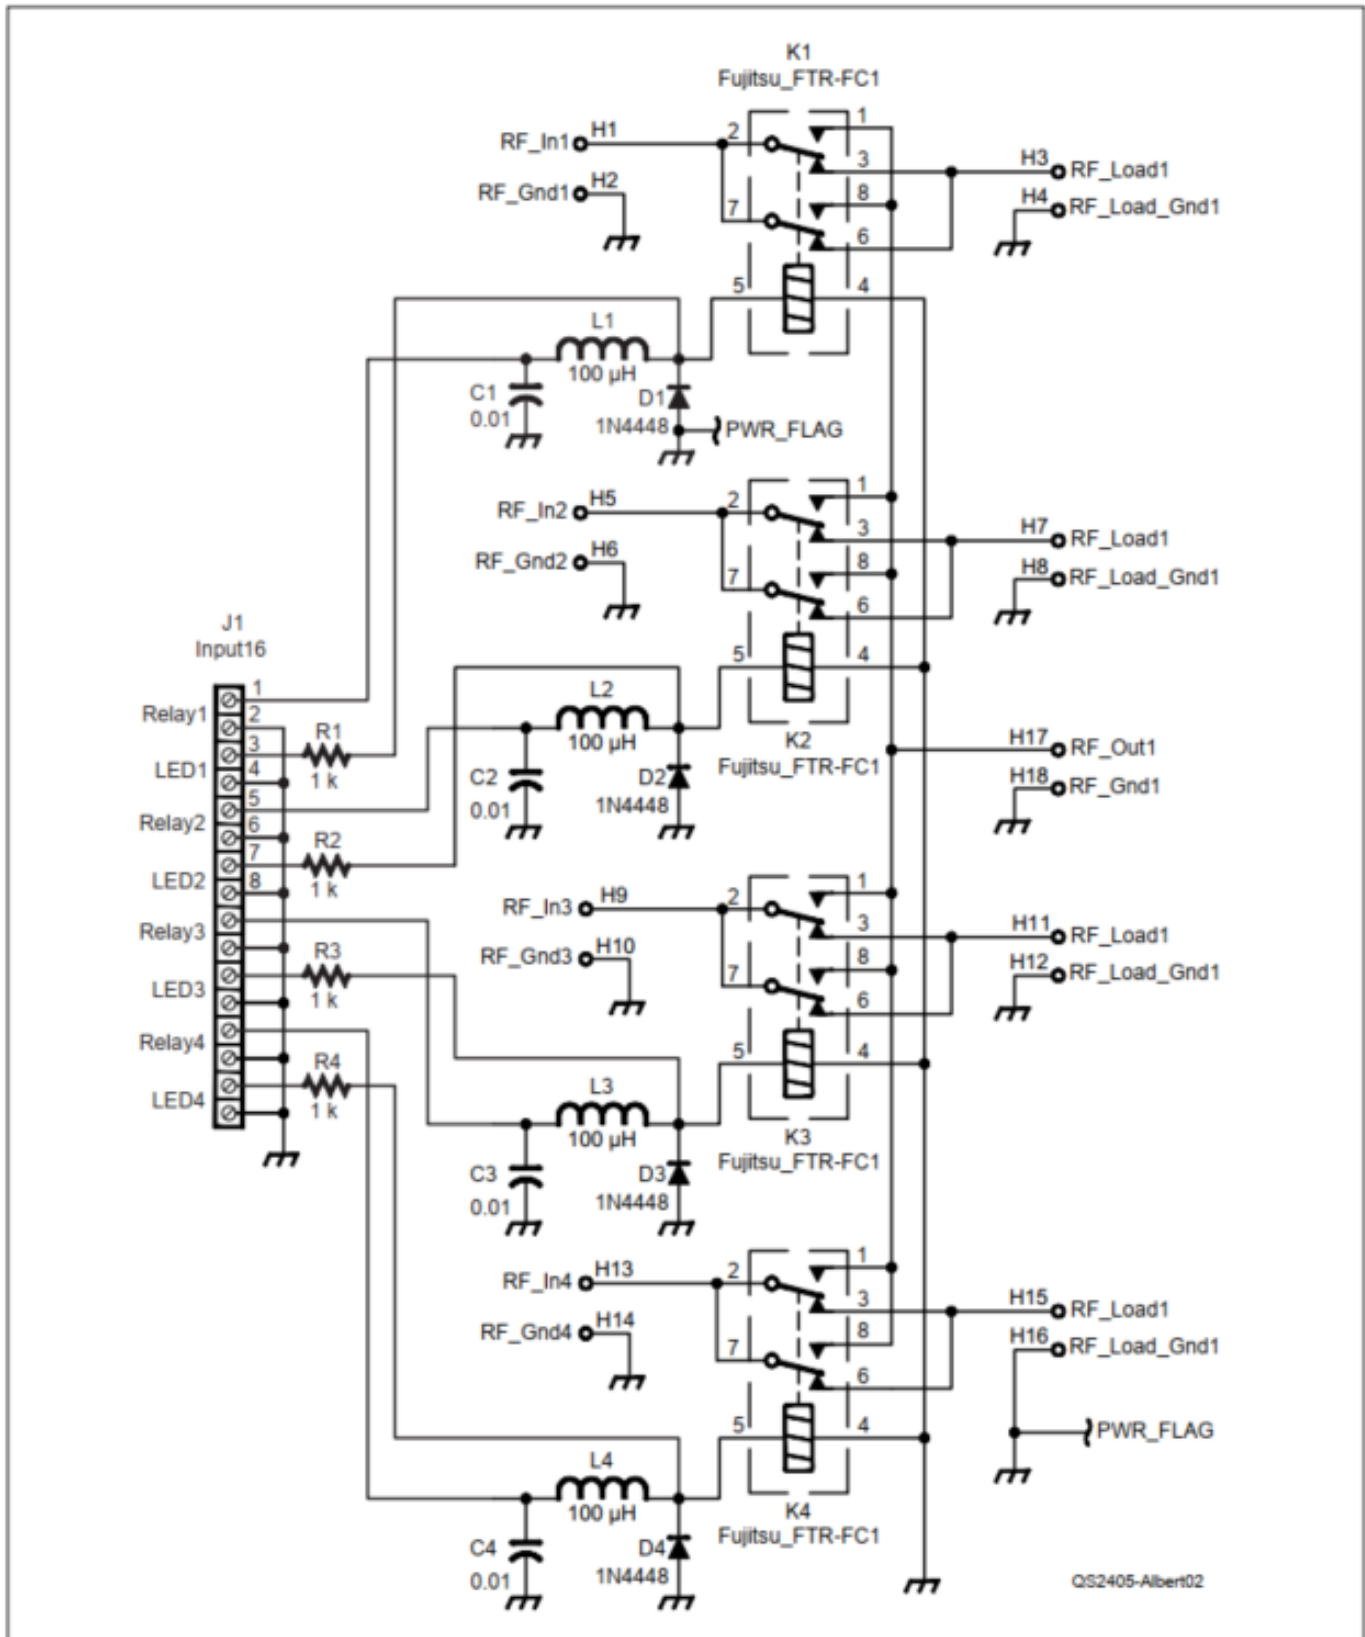 K1
Fujitsu_FTR-FC1
RF_In1 H1 2 1
3 H3 RF_Load1
RF_Gnd1 H2
7 8 H4 RF_Load_Gnd1
6
5 4
L1
100 µH
C1
0.01
D1
1N4448 PWR_FLAG
RF_In2 H5 2 1
3 H7 RF_Load1
RF_Gnd2 H6
7 8 H8 RF_Load_Gnd1
6
5 4
J1
Input16
L2
100 µH
K2
Fujitsu_FTR-FC1
C2
0.01
D2
1N4448
H17 RF_Out1
H18 RF_Gnd1
Relay1 1
2
LED1 3 R1
4 1 k
Relay2 5
6
LED2 7 R2
8 1 k
Relay3
LED3 R3
1 k
Relay4
LED4 R4
1 k
RF_In3 H9 2 1
3 H11 RF_Load1
RF_Gnd3 H10
7 8 H12 RF_Load_Gnd1
6
5 4
L3
100 µH
K3
Fujitsu_FTR-FC1
C3
0.01
D3
1N4448
RF_In4 H13 2 1
3 H15 RF_Load1
RF_Gnd4 H14
7 8 H16 RF_Load_Gnd1
6
5 4
PWR_FLAG
L4
100 µH
K4
Fujitsu_FTR-FC1
C4
0.01
D4
1N4448
QS2405-Albert02